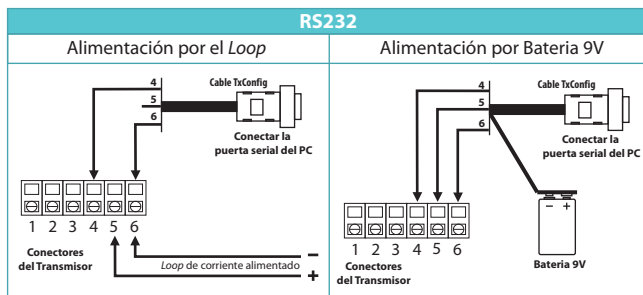 RS232
Alimentación por el Loop
4
Cable TxConfig
5
6
Conectar la
puerta serial del PC
1 2 3 4 5 6
Conectores
del Transmisor
Loop de corriente alimentado
−
+
Alimentación por Bateria 9V
4
Cable TxConfig
5
6
Conectar la
puerta serial del PC
1 2 3 4 5 6
Conectores
del Transmisor
− +
Bateria 9V